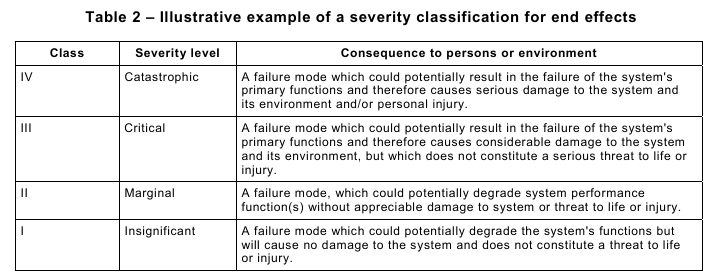 Table 2 – Illustrative example of a severity classification for end effects
Class Severity level Consequence to persons or environment
IV Catastrophic A failure mode which could potentially result in the failure of the system's
primary functions and therefore causes serious damage to the system and
its environment and/or personal injury.
III Critical A failure mode which could potentially result in the failure of the system's
primary functions and therefore causes considerable damage to the system
and its environment, but which does not constitute a serious threat to life or
injury.
II Marginal A failure mode, which could potentially degrade system performance
function(s) without appreciable damage to system or threat to life or injury.
I Insignificant A failure mode which could potentially degrade the system's functions but
will cause no damage to the system and does not constitute a threat to life
or injury.